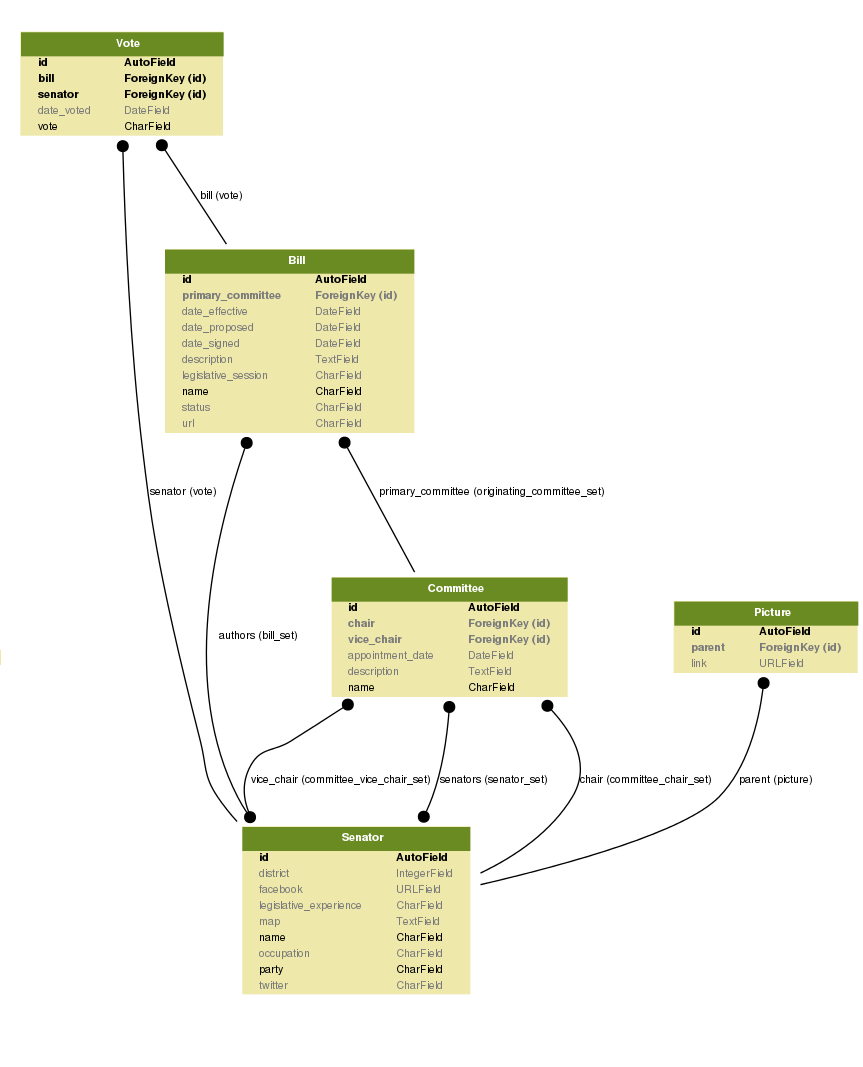 Vote
id AutoField
bill ForeignKey (id)
senator ForeignKey (id)
date_voted DateField
vote CharField
bill (vote)
Bill
id AutoField
primary_committee ForeignKey (id)
date_effective DateField
date_proposed DateField
date_signed DateField
description TextField
legislative_session CharField
name CharField
status CharField
url CharField
senator (vote)
primary_committee (originating_committee_set)
authors (bill_set)
Committee
id AutoField
chair ForeignKey (id)
vice_chair ForeignKey (id)
appointment_date DateField
description TextField
name CharField
Picture
id AutoField
parent ForeignKey (id)
link URLField
vice_chair (committee_vice_chair_set)
senators (senator_set)
chair (committee_chair_set)
parent (picture)
Senator
id AutoField
district IntegerField
facebook URLField
legislative_experience CharField
map TextField
name CharField
occupation CharField
party CharField
twitter CharField